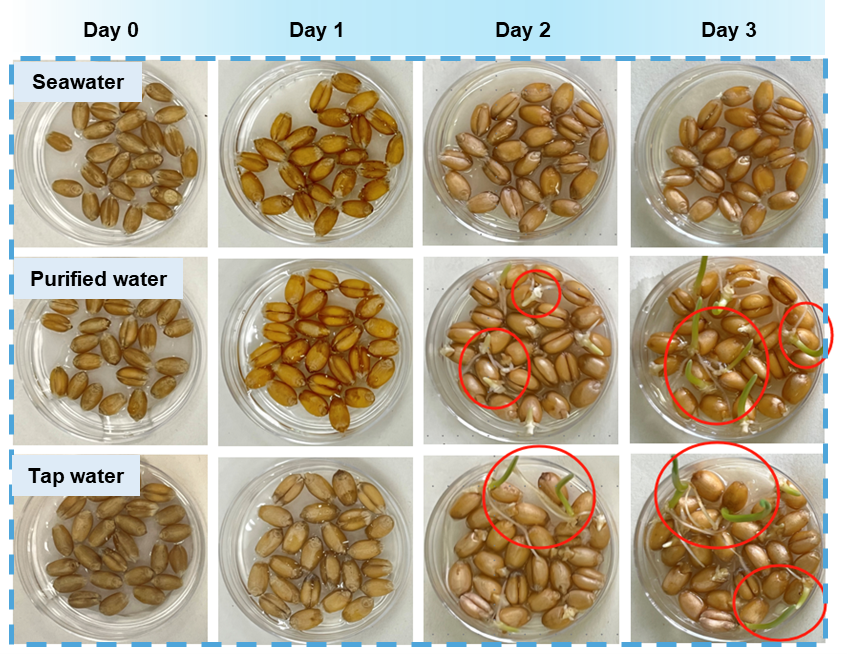 Day 0 Day 1 Day 2 Day 3
Seawater
Purified water
Tap water